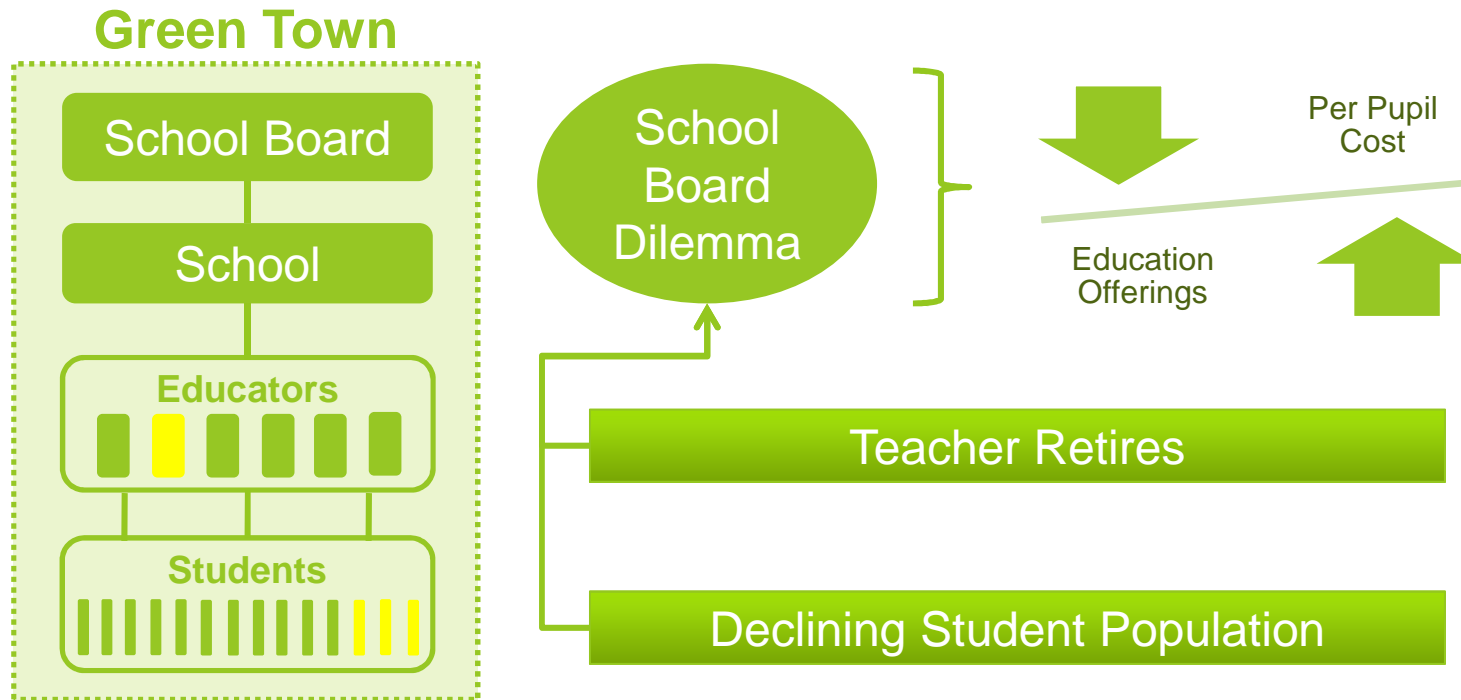 Green Town
School Board
School
Educators
Students
School
Board
Dilemma
Per Pupil
Cost
Education
Offerings
Teacher Retires
Declining Student Population